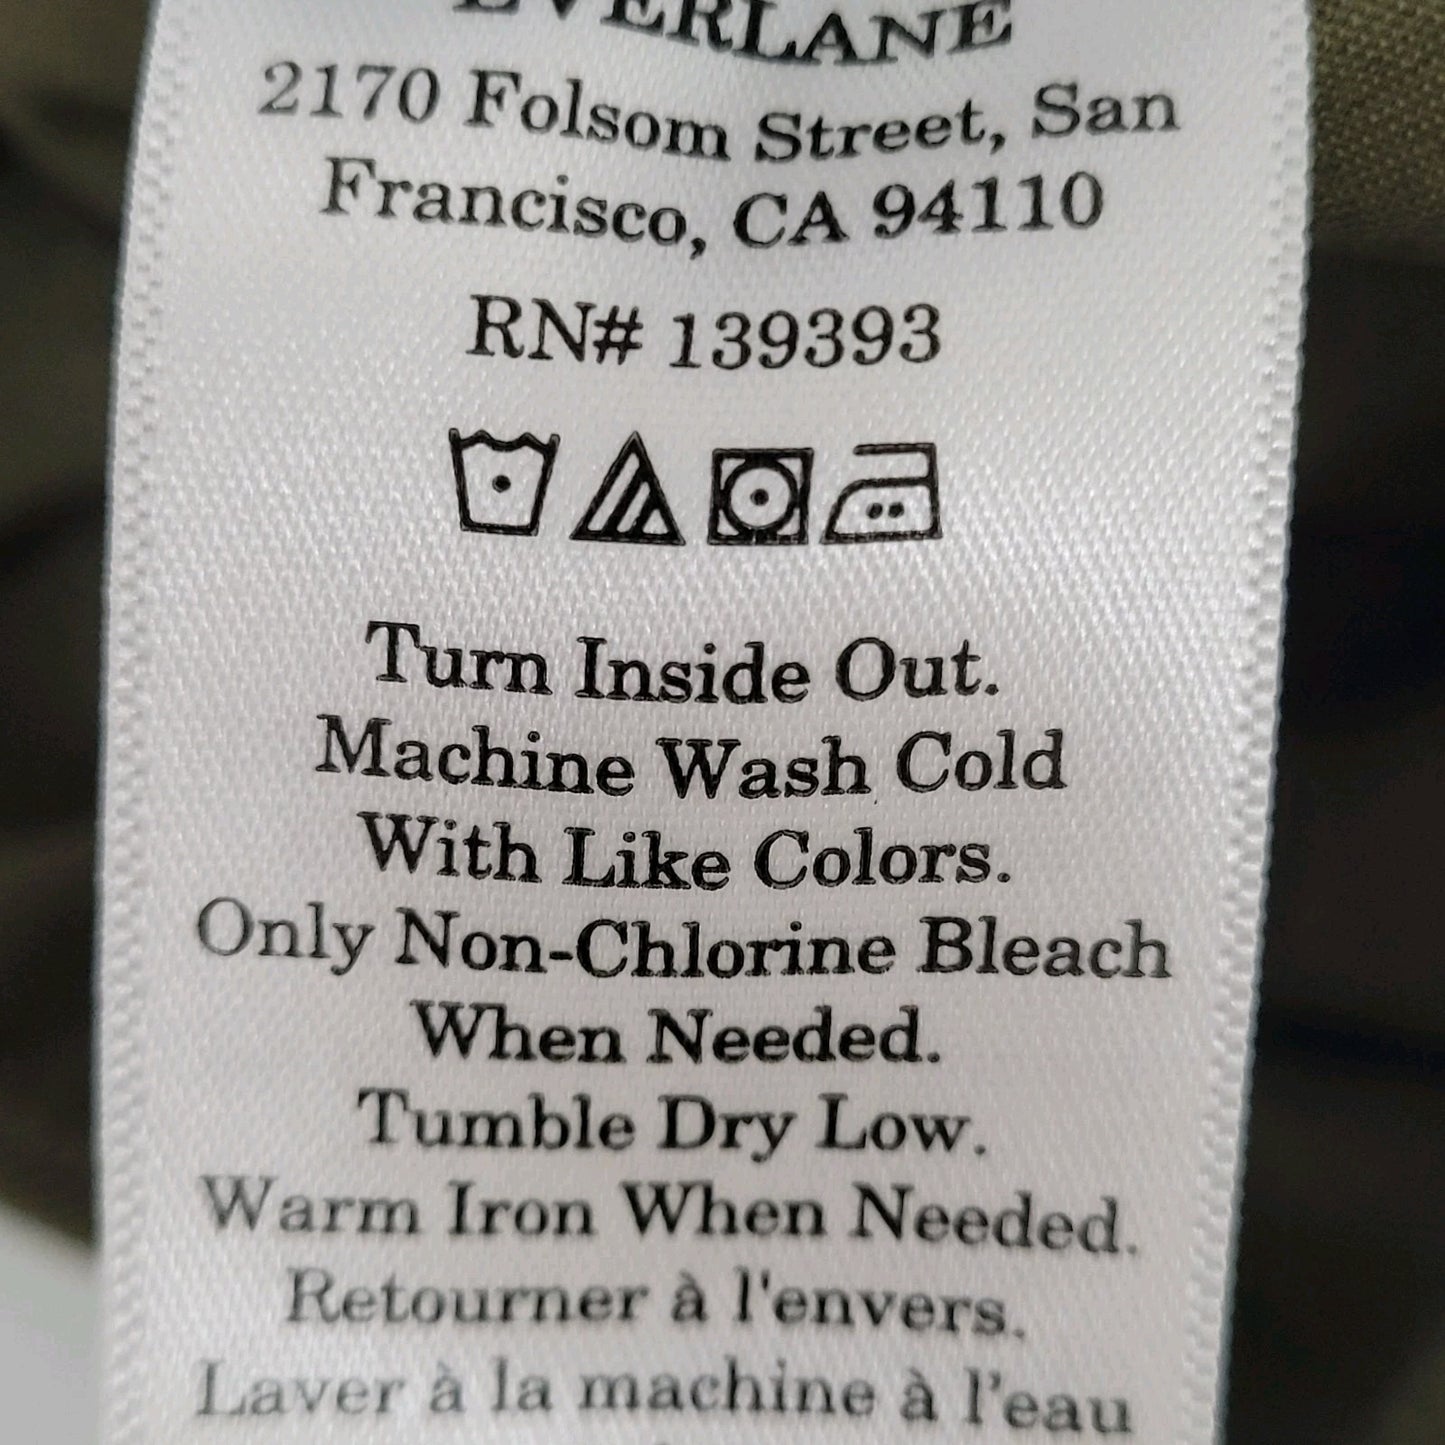 EVERLANE
2170 Folsom Street, San
Francisco, CA 94110
RN# 139393
Turn Inside Out.
Machine Wash Cold
With Like Colors.
Only Non-Chlorine Bleach
When Needed.
Tumble Dry Low.
Warm Iron When Needed.
Retourner à l'envers.
Laver à la machine à l'eau